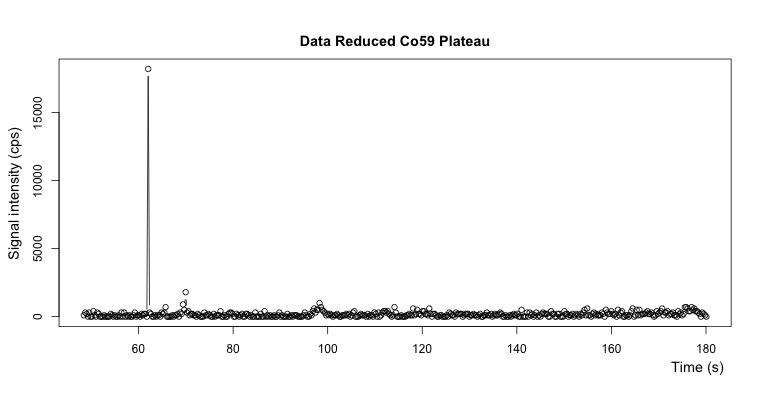 Data Reduced Co59 Plateau
Signal intensity (cps)
15000
10000
5000
0
60 80 100 120 140 160 180
Time (s)